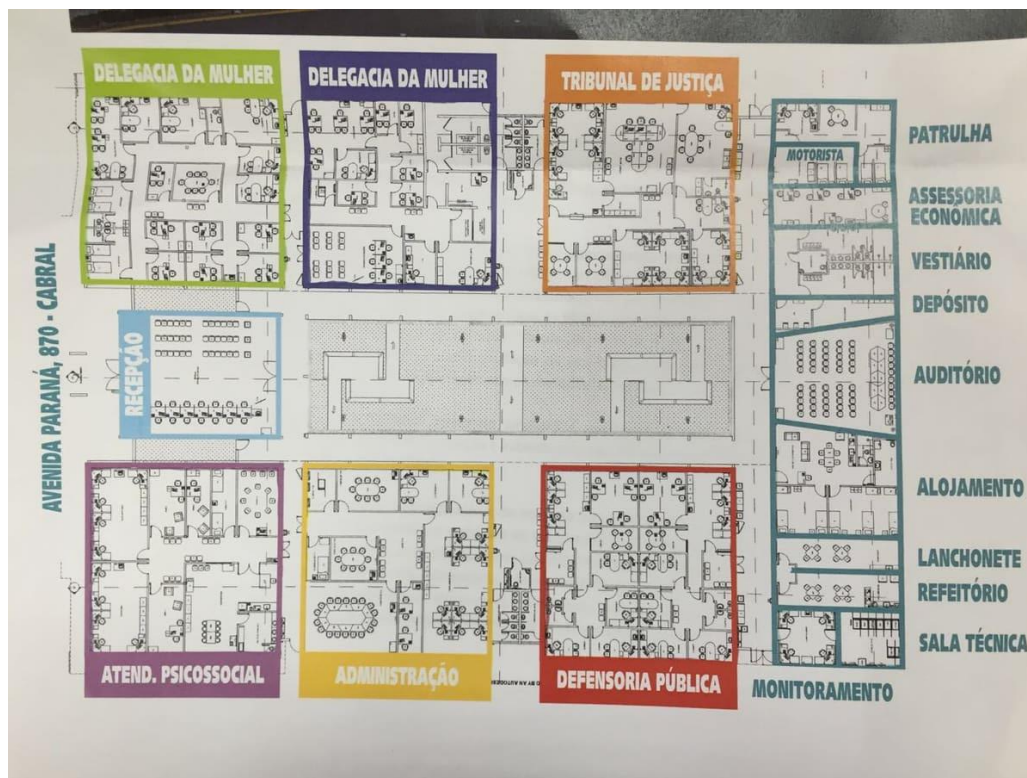 DELEGACIA DA MULHER
DELEGACIA DA MULHER
TRIBUNAL DE JUSTIÇA
PATRULHA
MOTORISTA
ASSESSORIA
ECONÔMICA
VESTIÁRIO
DEPÓSITO
AUDITÓRIO
ALOJAMENTO
LANCHONETE
REFEITÓRIO
SALA TÉCNICA
MONITORAMENTO
AVENIDA PARANÁ, 870 - CABRAL
RECEPÇÃO
ATEND. PSICOSSOCIAL
ADMINISTRAÇÃO
DEFENSORIA PÚBLICA